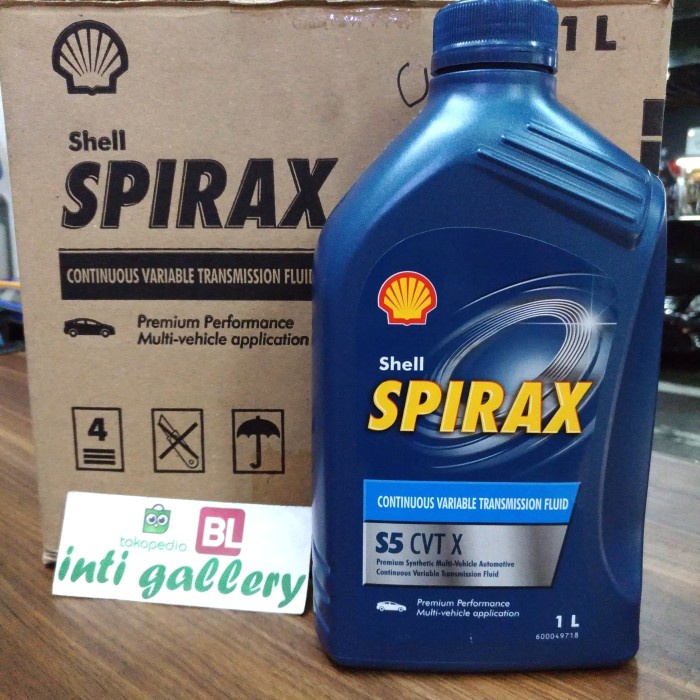 1 L
Shell
SPIRAX
CONTINUOUS VARIABLE TRANSMISSION FLUID
Premium Performance
Multi-vehicle application
4
tokopedia
BL
inti gallery
Shell
SPIRAX
CONTINUOUS VARIABLE TRANSMISSION FLUID
S5 CVT X
Premium Synthetic Multi-Vehicle Automotive
Continuous Variable Transmission Fluid
Premium Performance
Multi-vehicle application
1 L
600049718